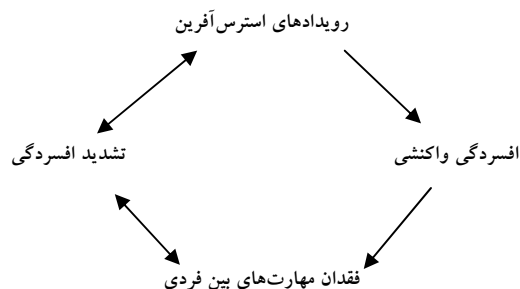 رویدادهای استرس‌آفرین
افسردگی واکنشی
تشدید افسردگی
فقدان مهارت‌های بین فردی